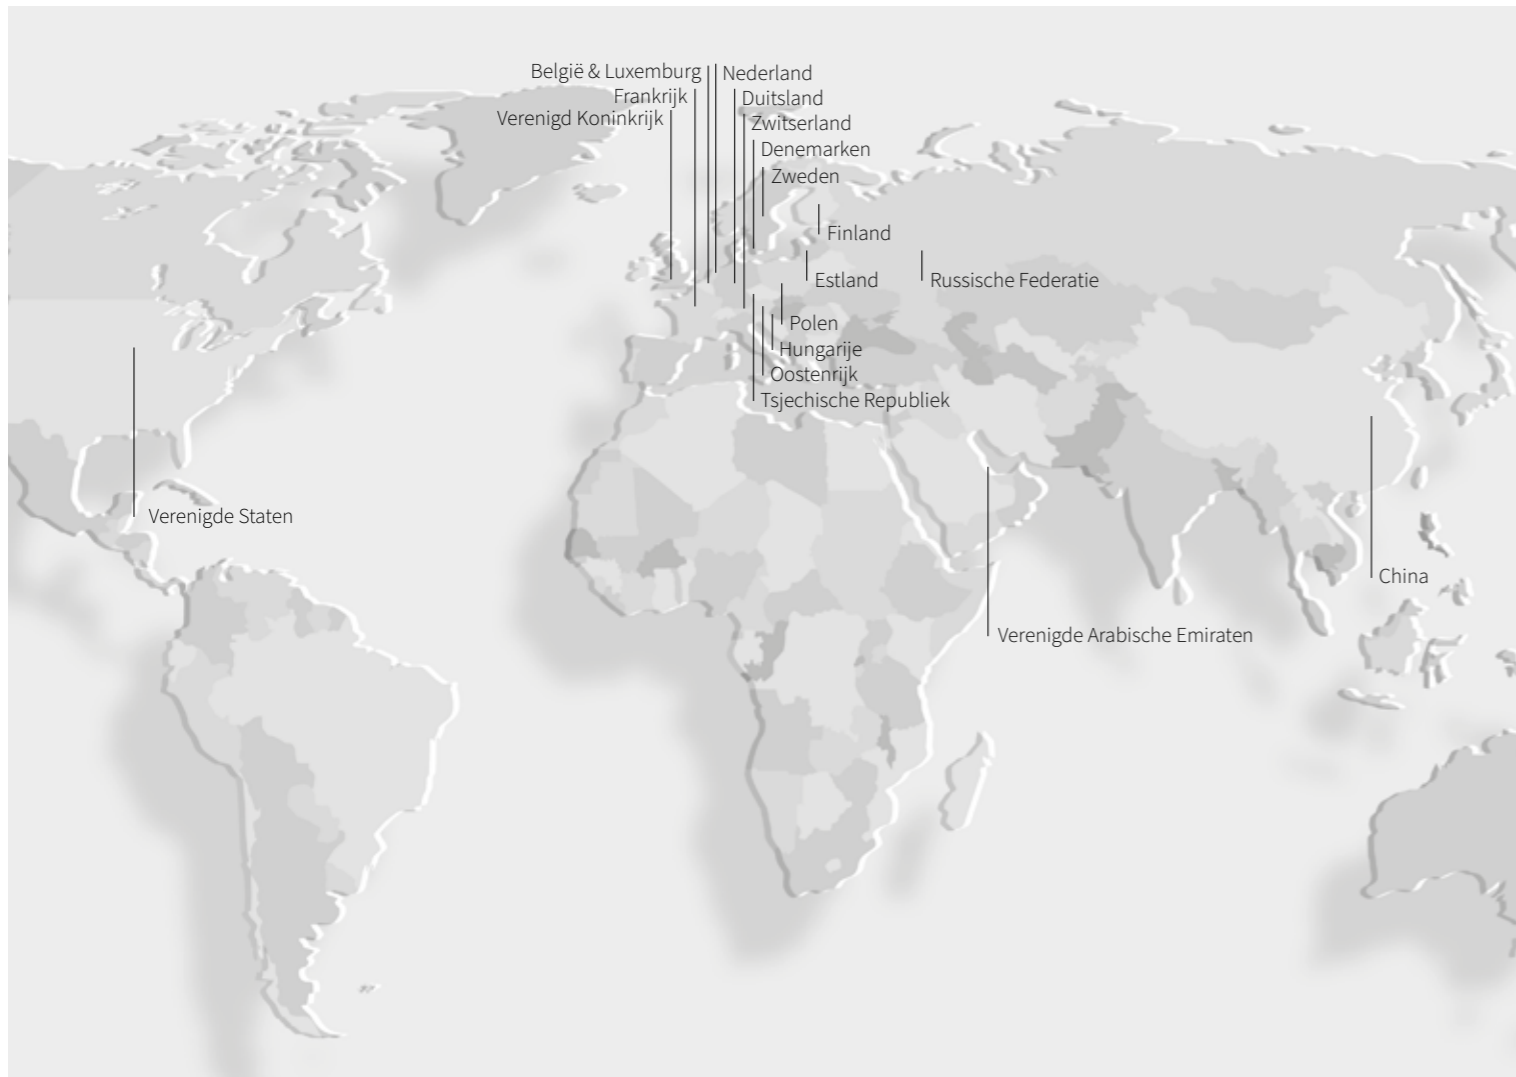 België & Luxemburg
Nederland
Frankrijk
Duitsland
Verenigd Koninkrijk
Zwitserland
Denemarken
Zweden
Finland
Estland
Russische Federatie
Polen
Hungarije
Oostenrijk
Tsjechische Republiek
Verenigde Staten
China
Verenigde Arabische Emiraten